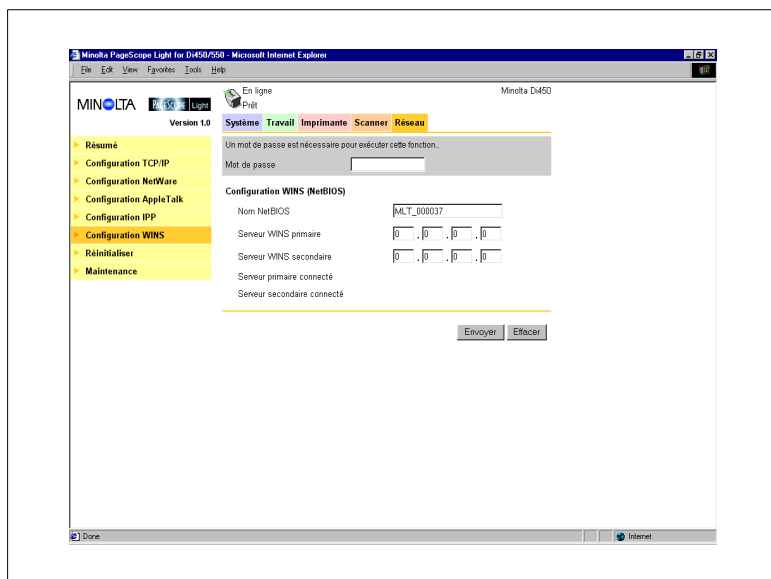 Minolta PageScope Light for Di450/550 - Microsoft Internet Explorer
File Edit View Favorites Tools Help
MINOLTA PAGESCOPE Light
Version 1.0
En ligne
Prêt
Minolta Di450
Système Travail Imprimante Scanner Réseau
Résumé
Configuration TCP/IP
Configuration NetWare
Configuration AppleTalk
Configuration IPP
Configuration WINS
Réinitialiser
Maintenance
Un mot de passe est nécessaire pour exécuter cette fonction..
Mot de passe
Configuration WINS (NetBIOS)
Nom NetBIOS MLT_000037
Serveur WINS primaire 0 . 0 . 0 . 0
Serveur WINS secondaire 0 . 0 . 0 . 0
Serveur primaire connecté
Serveur secondaire connecté
Envoyer Effacer
Done Internet